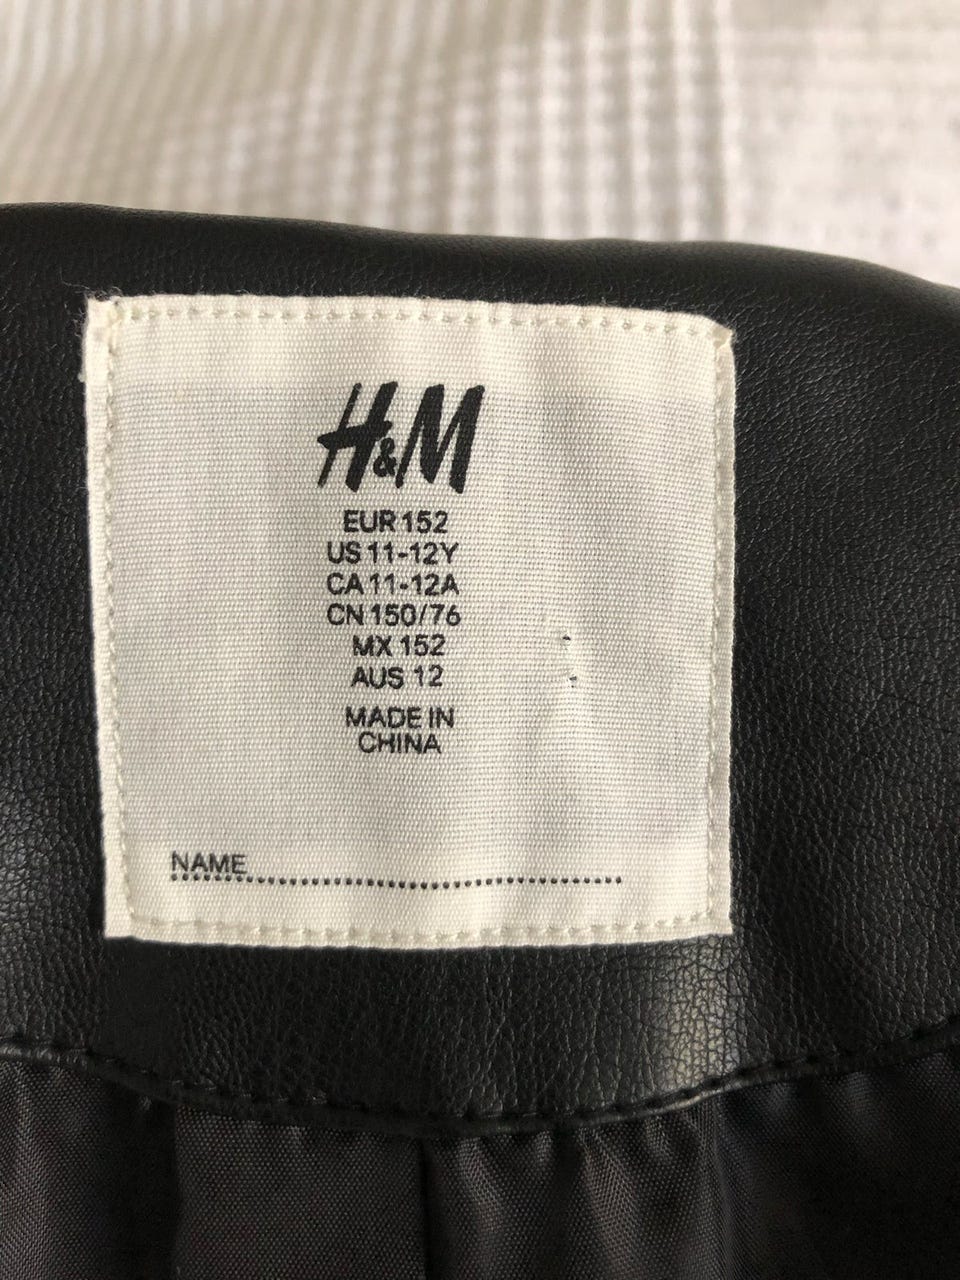 H&M
EUR 152
US 11-12Y
CA 11-12A
CN 150/76
MX 152
AUS 12
MADE IN
CHINA
NAME